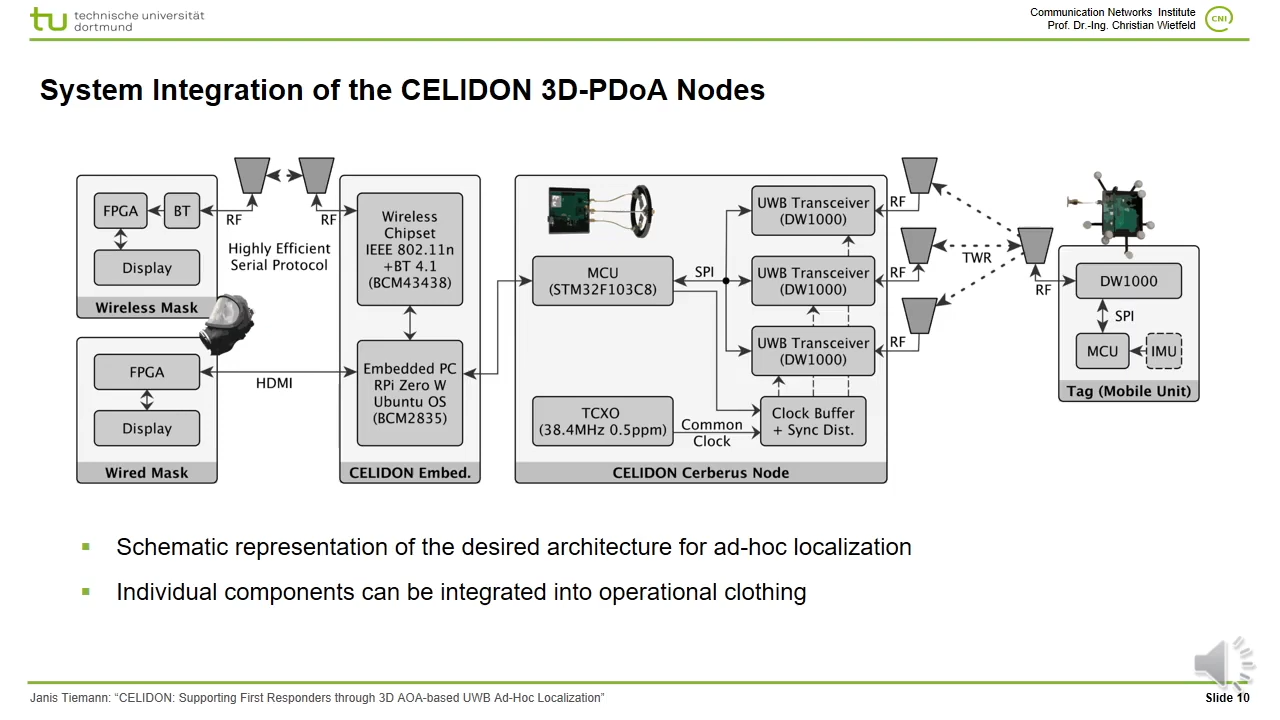 technische universität
dortmund
Communication Networks Institute
Prof. Dr.-Ing. Christian Wietfeld
CNI
System Integration of the CELIDON 3D-PDoA Nodes
FPGA
BT
Display
Wireless Mask
RF
RF
Highly Efficient
Serial Protocol
FPGA
Display
Wired Mask
HDMI
Wireless
Chipset
IEEE 802.11n
+BT 4.1
(BCM43438)
Embedded PC
RPi Zero W
Ubuntu OS
(BCM2835)
CELIDON Embed.
MCU
(STM32F103C8)
SPI
UWB Transceiver
(DW1000)
UWB Transceiver
(DW1000)
UWB Transceiver
(DW1000)
TCXO
(38.4MHz 0.5ppm)
Common
Clock
Clock Buffer
+ Sync Dist.
CELIDON Cerberus Node
RF
RF
RF
TWR
RF
DW1000
SPI
MCU
IMU
Tag (Mobile Unit)
Schematic representation of the desired architecture for ad-hoc localization
Individual components can be integrated into operational clothing
Janis Tiemann: “CELIDON: Supporting First Responders through 3D AOA-based UWB Ad-Hoc Localization”
Slide 10